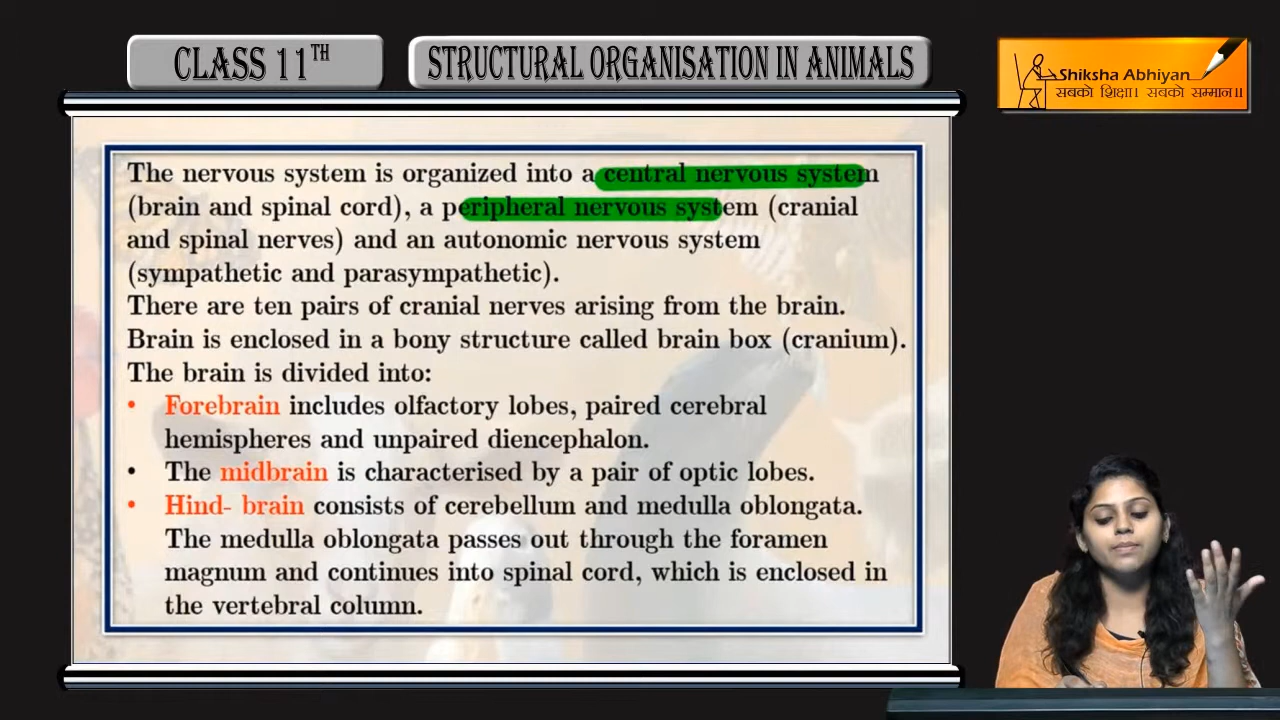 CLASS 11TH
STRUCTURAL ORGANISATION IN ANIMALS
Shiksha Abhiyan
सबको शिक्षा। सबको सम्मान॥
The nervous system is organized into a central nervous system
(brain and spinal cord), a peripheral nervous system (cranial
and spinal nerves) and an autonomic nervous system
(sympathetic and parasympathetic).
There are ten pairs of cranial nerves arising from the brain.
Brain is enclosed in a bony structure called brain box (cranium).
The brain is divided into:
• Forebrain includes olfactory lobes, paired cerebral
hemispheres and unpaired diencephalon.
• The midbrain is characterised by a pair of optic lobes.
• Hind- brain consists of cerebellum and medulla oblongata.
The medulla oblongata passes out through the foramen
magnum and continues into spinal cord, which is enclosed in
the vertebral column.